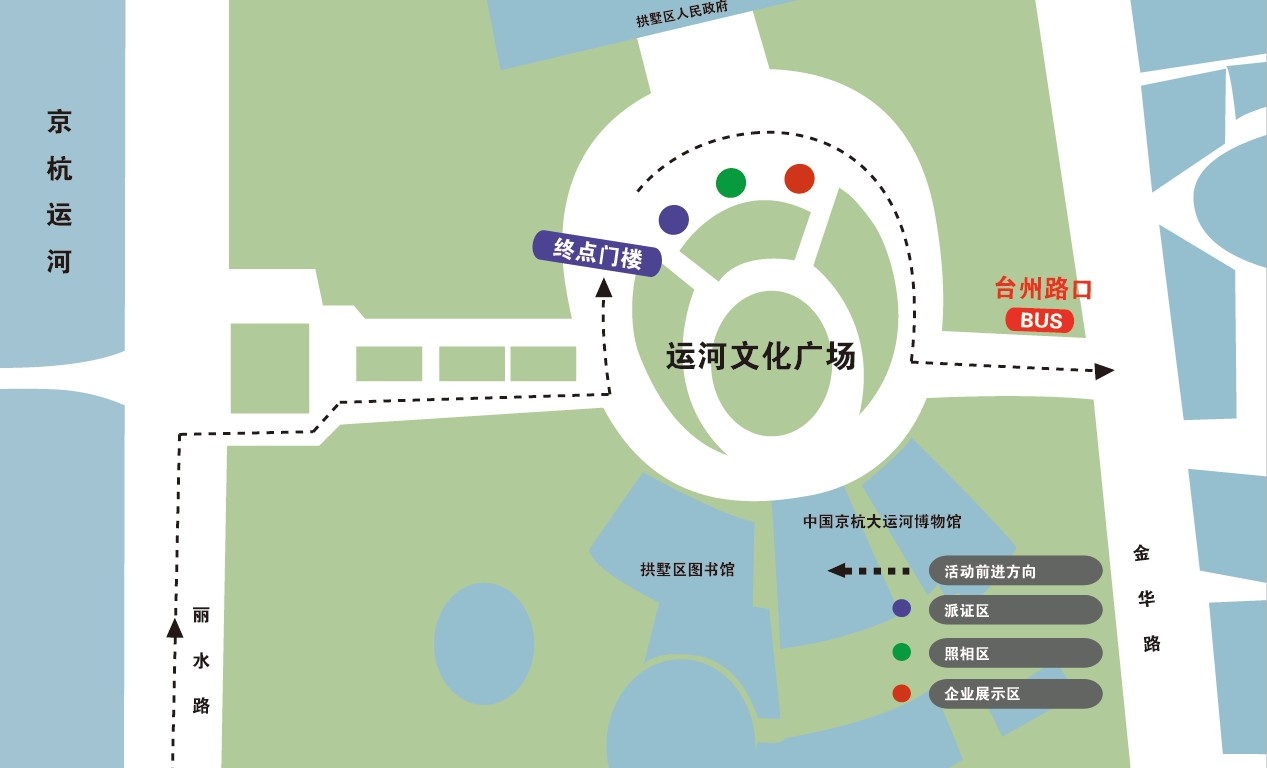 拱墅区人民政府
京杭运河
终点门楼
台州路口
BUS
运河文化广场
中国京杭大运河博物馆
拱墅区图书馆
活动前进方向
派证区
照相区
企业展示区
丽水路
金华路